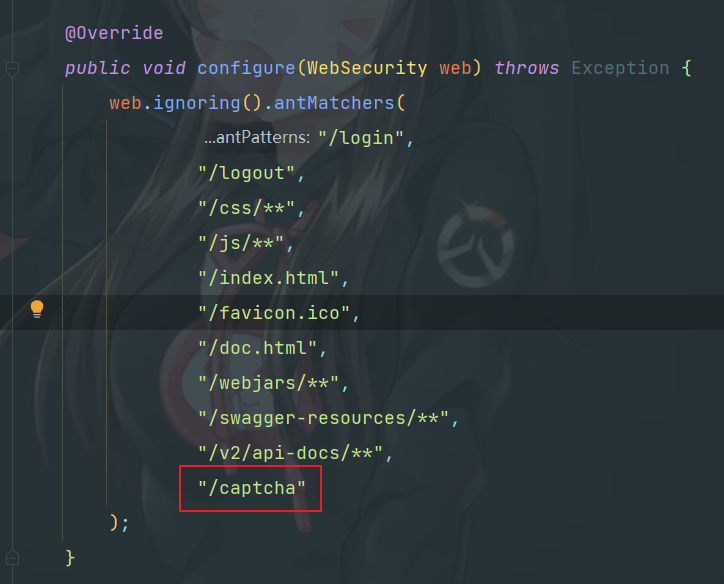 @Override
public void configure(WebSecurity web) throws Exception {
web.ignoring().antMatchers(
...antPatterns: "/login",
"/logout",
"/css/**",
"/js/**",
"/index.html",
"/favicon.ico",
"/doc.html",
"/webjars/**",
"/swagger-resources/**",
"/v2/api-docs/**",
"/captcha"
);
}